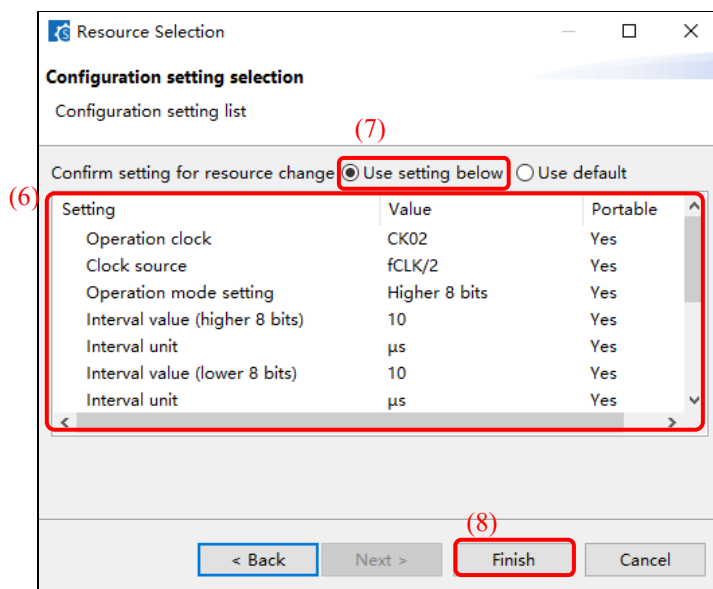 Resource Selection
Configuration setting selection
Configuration setting list
(7)
Confirm setting for resource change Use setting below Use default
(6)
Setting Value Portable
Operation clock CK02 Yes
Clock source fCLK/2 Yes
Operation mode setting Higher 8 bits Yes
Interval value (higher 8 bits) 10 Yes
Interval unit μs Yes
Interval value (lower 8 bits) 10 Yes
Interval unit μs Yes
(8)
< Back Next > Finish Cancel